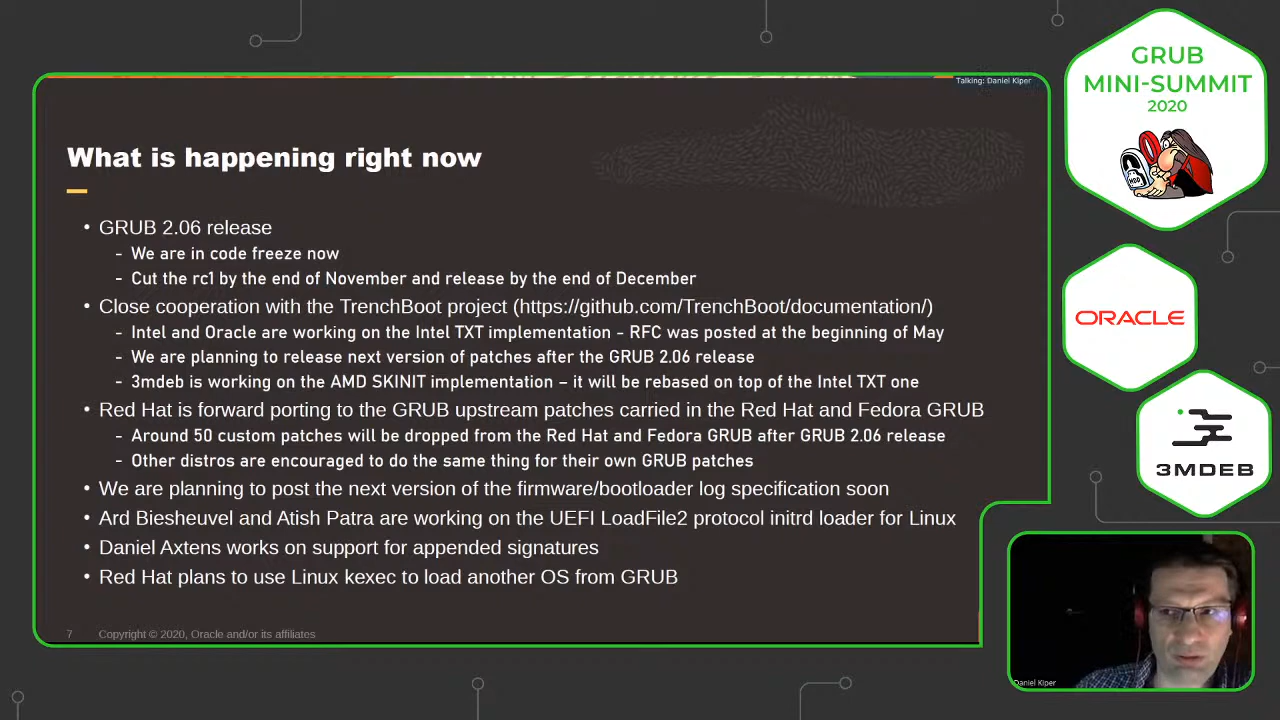 GRUB
MINI-SUMMIT
2020
Talking: Daniel Kiper
What is happening right now
• GRUB 2.06 release
- We are in code freeze now
- Cut the rc1 by the end of November and release by the end of December
• Close cooperation with the TrenchBoot project (https://github.com/TrenchBoot/documentation/)
- Intel and Oracle are working on the Intel TXT implementation - RFC was posted at the beginning of May
- We are planning to release next version of patches after the GRUB 2.06 release
- 3mdeb is working on the AMD SKINIT implementation – it will be rebased on top of the Intel TXT one
• Red Hat is forward porting to the GRUB upstream patches carried in the Red Hat and Fedora GRUB
- Around 50 custom patches will be dropped from the Red Hat and Fedora GRUB after GRUB 2.06 release
- Other distros are encouraged to do the same thing for their own GRUB patches
• We are planning to post the next version of the firmware/bootloader log specification soon
• Ard Biesheuvel and Atish Patra are working on the UEFI LoadFile2 protocol initrd loader for Linux
• Daniel Axtens works on support for appended signatures
• Red Hat plans to use Linux kexec to load another OS from GRUB
7 Copyright © 2020, Oracle and/or its affiliates
ORACLE
3MDEB
Daniel Kiper